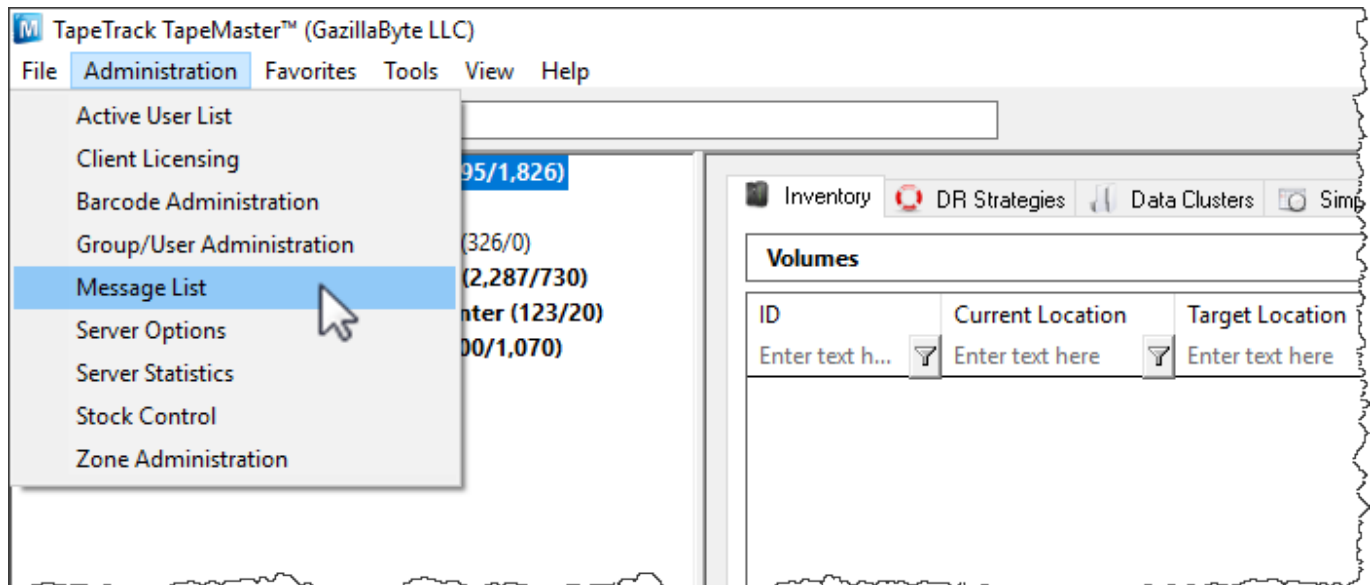 TapeTrack TapeMaster™ (GazillaByte LLC)
File Administration Favorites Tools View Help
Active User List
Client Licensing
Barcode Administration
Group/User Administration
Message List
Server Options
Server Statistics
Stock Control
Zone Administration
95/1,826)
(326/0)
(2,287/730)
nter (123/20)
00/1,070)
Inventory DR Strategies Data Clusters Simp
Volumes
ID Current Location Target Location
Enter text h... Enter text here Enter text here